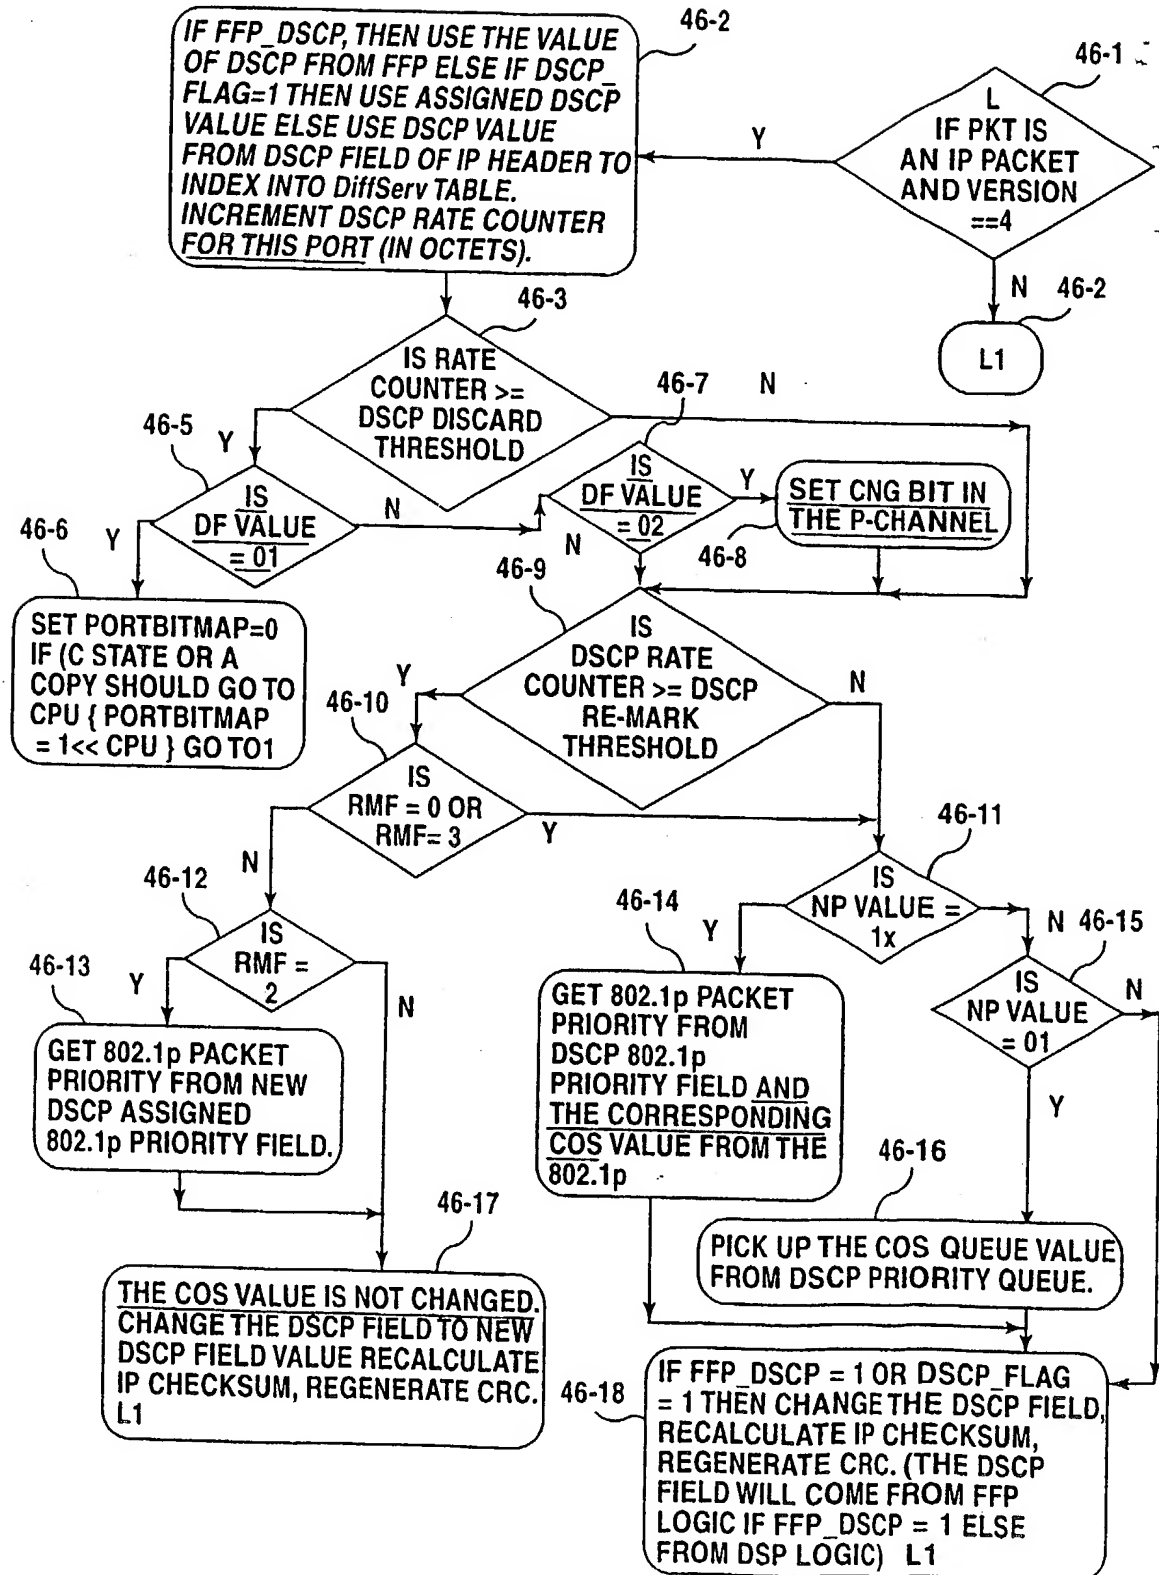 46-2
IF FFP_DSCP, THEN USE THE VALUE
OF DSCP FROM FFP ELSE IF DSCP_
FLAG=1 THEN USE ASSIGNED DSCP
VALUE ELSE USE DSCP VALUE
FROM DSCP FIELD OF IP HEADER TO
INDEX INTO DiffServ TABLE.
INCREMENT DSCP RATE COUNTER
FOR THIS PORT (IN OCTETS).
46-1
L
IF PKT IS
AN IP PACKET
AND VERSION
==4
Y
N
46-2
L1
46-3
IS RATE
COUNTER >=
DSCP DISCARD
THRESHOLD
Y
N
46-5
IS
DF VALUE
= 01
Y
N
46-7
IS
DF VALUE
= 02
Y
N
SET CNG BIT IN
THE P-CHANNEL
46-8
46-6
SET PORTBITMAP=0
IF (C STATE OR A
COPY SHOULD GO TO
CPU { PORTBITMAP
= 1<< CPU } GO TO1
46-9
IS
DSCP RATE
COUNTER >= DSCP
RE-MARK
THRESHOLD
Y
N
46-10
IS
RMF = 0 OR
RMF= 3
N
Y
46-11
IS
NP VALUE =
1x
Y
N
46-12
IS
RMF =
2
Y
N
46-13
GET 802.1p PACKET
PRIORITY FROM NEW
DSCP ASSIGNED
802.1p PRIORITY FIELD.
46-14
GET 802.1p PACKET
PRIORITY FROM
DSCP 802.1p
PRIORITY FIELD AND
THE CORRESPONDING
COS VALUE FROM THE
802.1p
46-15
IS
NP VALUE
= 01
N
Y
46-16
PICK UP THE COS QUEUE VALUE
FROM DSCP PRIORITY QUEUE.
46-17
THE COS VALUE IS NOT CHANGED.
CHANGE THE DSCP FIELD TO NEW
DSCP FIELD VALUE RECALCULATE
IP CHECKSUM, REGENERATE CRC.
L1
46-18
IF FFP_DSCP = 1 OR DSCP_FLAG
= 1 THEN CHANGE THE DSCP FIELD,
RECALCULATE IP CHECKSUM,
REGENERATE CRC. (THE DSCP
FIELD WILL COME FROM FFP
LOGIC IF FFP_DSCP = 1 ELSE
FROM DSP LOGIC) L1